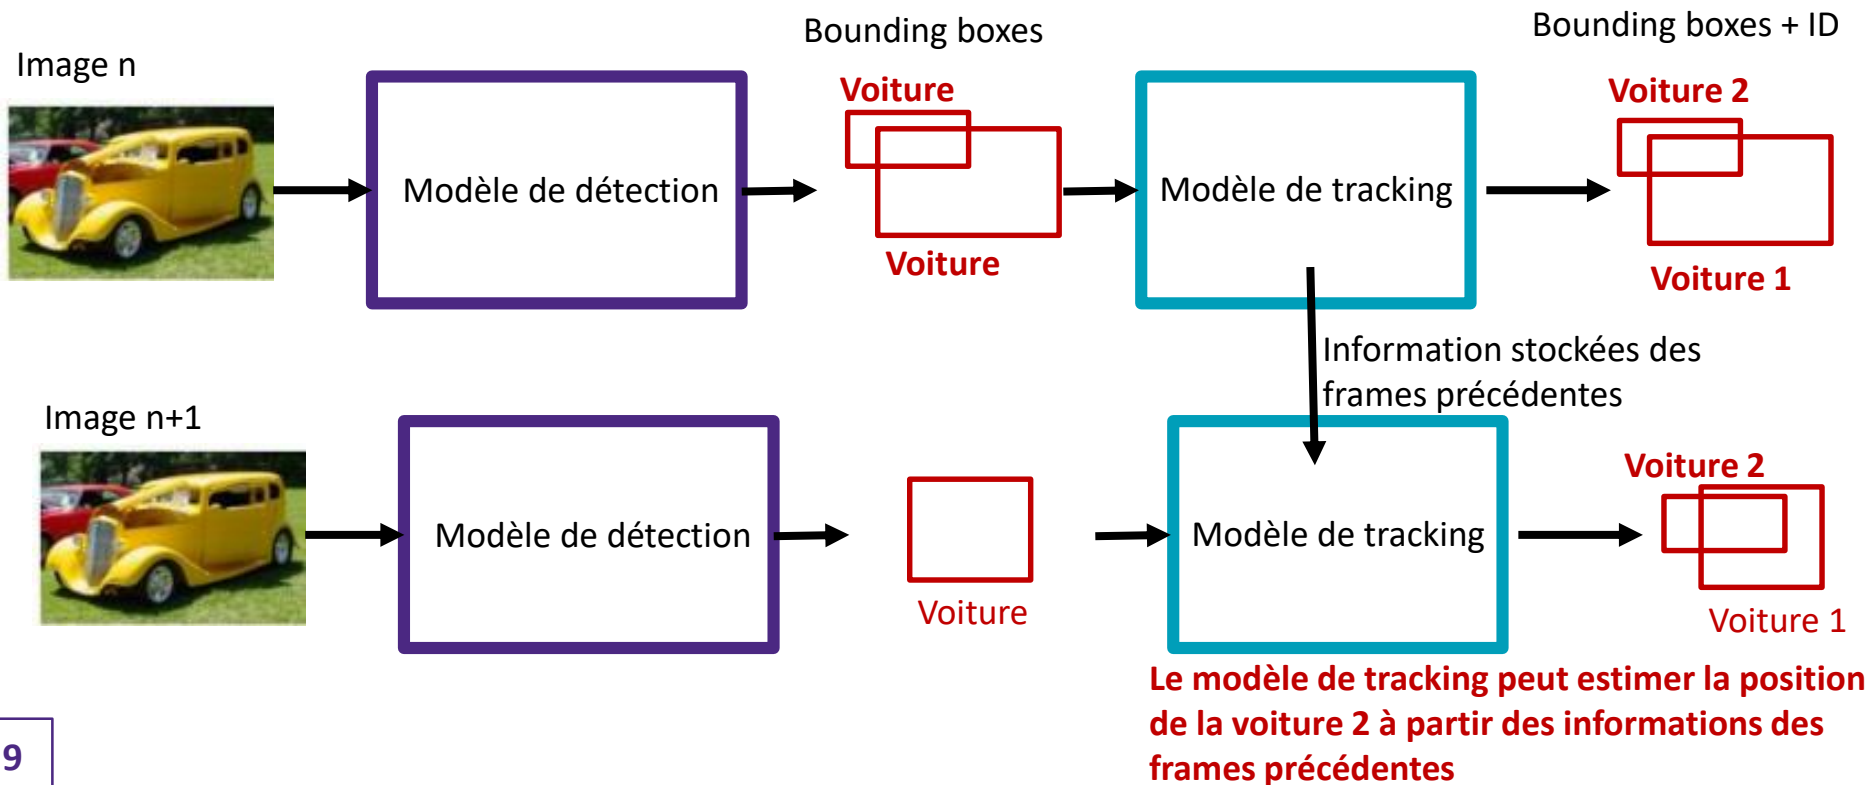 Bounding boxes
Bounding boxes + ID
Image n
Voiture
Voiture 2
Modèle de détection
Modèle de tracking
Voiture
Voiture 1
Information stockées des
frames précédentes
Image n+1
Voiture 2
Modèle de détection
Modèle de tracking
Voiture
Voiture 1
Le modèle de tracking peut estimer la position
de la voiture 2 à partir des informations des
frames précédentes
9